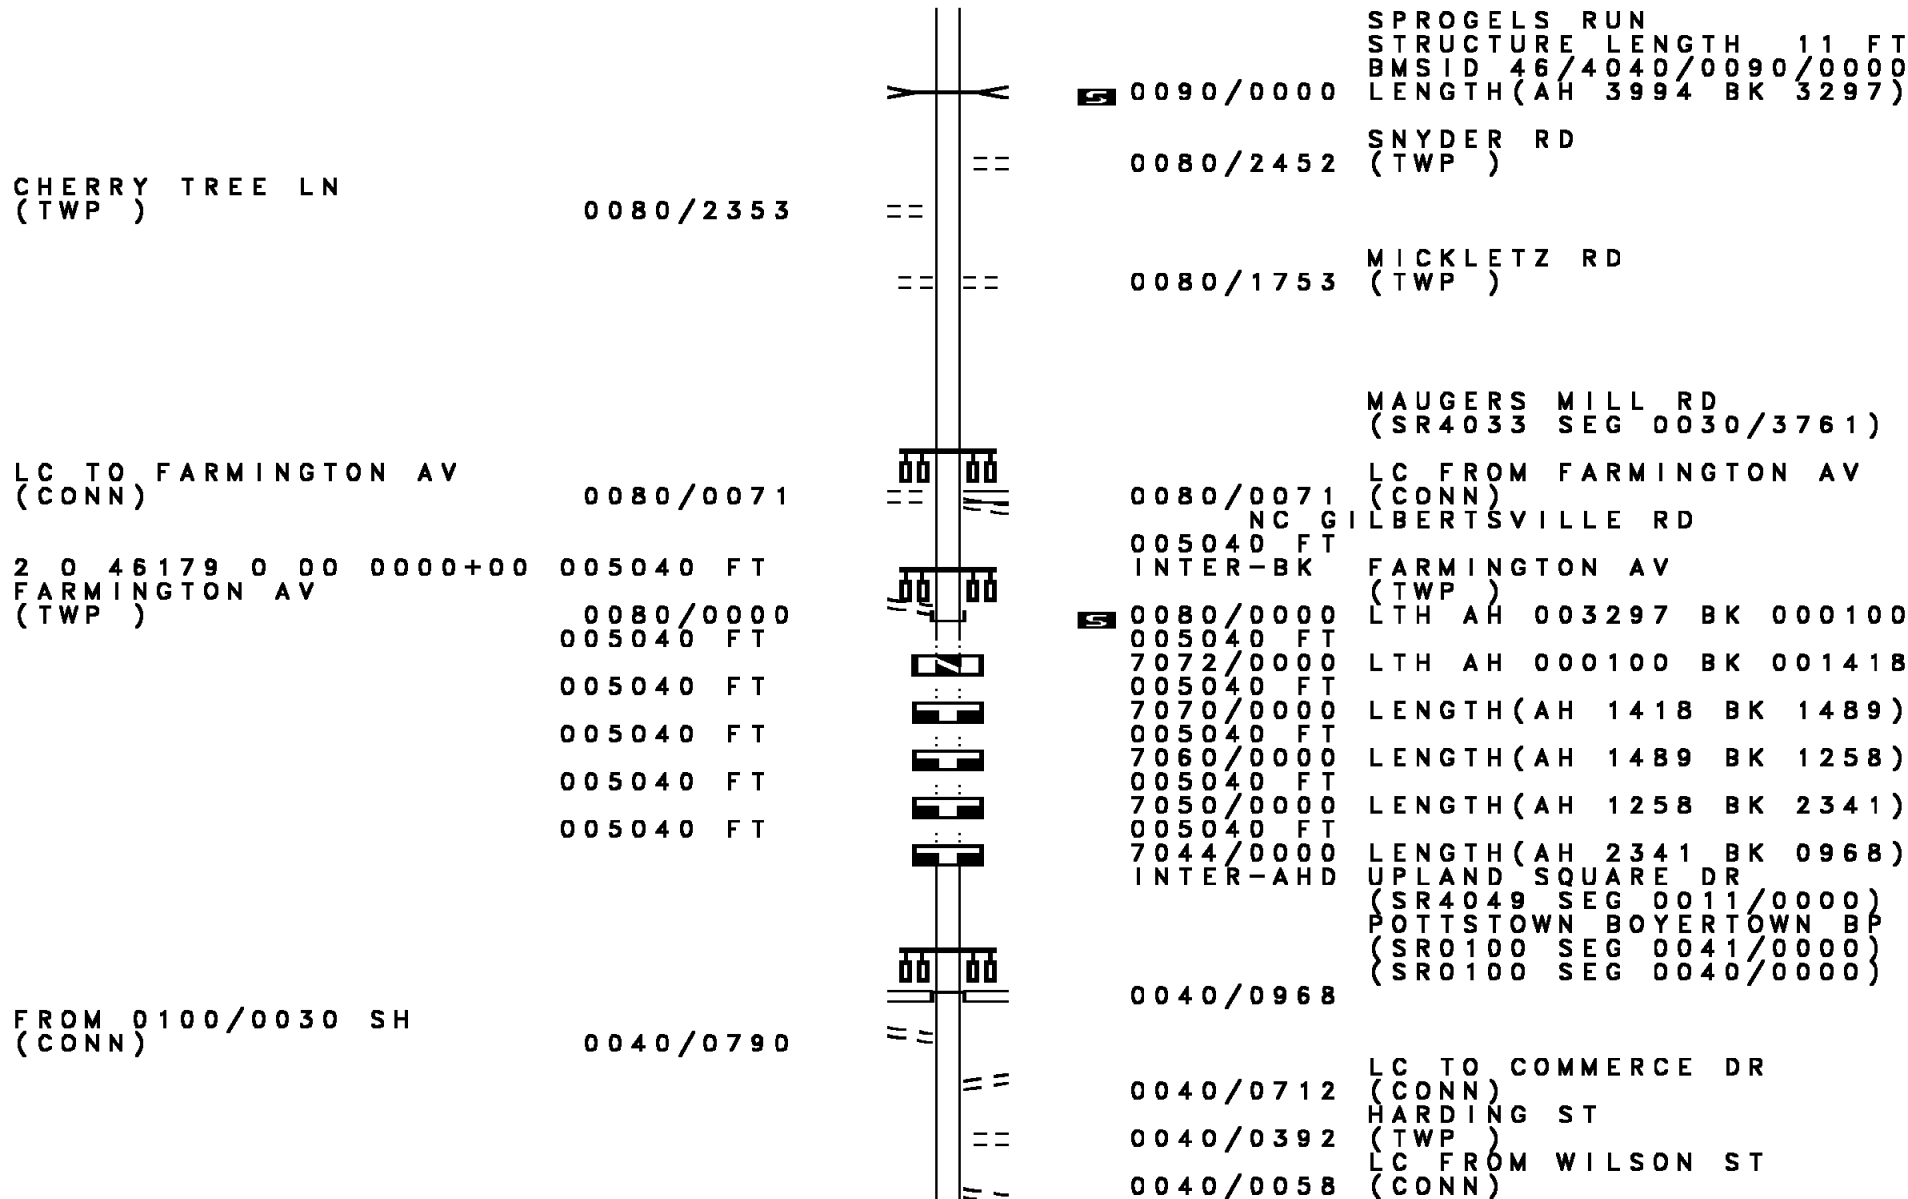 SPROGELS RUN
STRUCTURE LENGTH 11 FT
BMSID 46/4040/0090/0000
S 0090/0000 LENGTH(AH 3994 BK 3297)
SNYDER RD
0080/2452 (TWP )
CHERRY TREE LN
(TWP ) 0080/2353
MICKLETZ RD
0080/1753 (TWP )
MAUGERS MILL RD
(SR4033 SEG 0030/3761)
LC TO FARMINGTON AV LC FROM FARMINGTON AV
(CONN) 0080/0071 0080/0071 (CONN)
NC GILBERTSVILLE RD
005040 FT
2 0 46179 0 00 0000+00 005040 FT INTER-BK FARMINGTON AV
FARMINGTON AV (TWP )
(TWP ) 0080/0000 S 0080/0000 LTH AH 003297 BK 000100
005040 FT 005040 FT
7072/0000 LTH AH 000100 BK 001418
005040 FT 005040 FT
7070/0000 LENGTH(AH 1418 BK 1489)
005040 FT 005040 FT
7060/0000 LENGTH(AH 1489 BK 1258)
005040 FT 005040 FT
7050/0000 LENGTH(AH 1258 BK 2341)
005040 FT 005040 FT
7044/0000 LENGTH(AH 2341 BK 0968)
INTER-AHD UPLAND SQUARE DR
(SR4049 SEG 0011/0000)
POTTSTOWN BOYERTOWN BP
(SR0100 SEG 0041/0000)
(SR0100 SEG 0040/0000)
0040/0968
FROM 0100/0030 SH
(CONN) 0040/0790
LC TO COMMERCE DR
0040/0712 (CONN)
HARDING ST
0040/0392 (TWP )
LC FROM WILSON ST
0040/0058 (CONN)